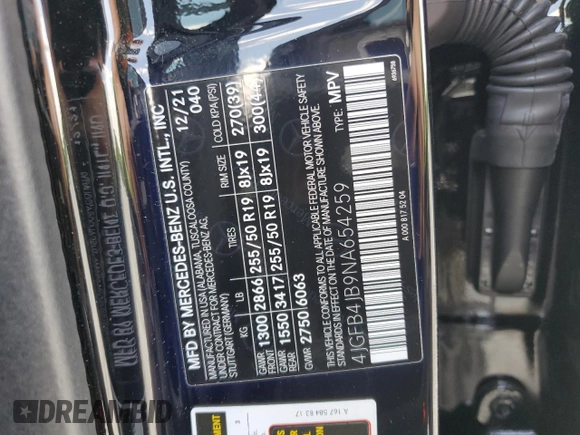 MFD BY MERCEDES-BENZ U.S. INTL., INC
MANUFACTURED IN USA (ALABAMA, TUSCALOOSA COUNTY)
UNDER CONTRACT FOR MERCEDES-BENZ AG,
STUTTGART (GERMANY)
12/21
040
KG LB TIRES RIM SIZE COLD KPA (PSI)
GAWR FRONT 1300 2866 255/50 R19 8Jx19 270(39)
GAWR REAR 1550 3417 255/50 R19 8Jx19
GVWR 2750 6063
THIS VEHICLE CONFORMS TO ALL APPLICABLE FEDERAL MOTOR VEHICLE SAFETY
STANDARDS IN EFFECT ON THE DATE OF MANUFACTURE SHOWN ABOVE.
TYPE: MPV
4JGFB4JB9NA654259
A 000 817 52 04
A 167 584 83 17
DREAMBID